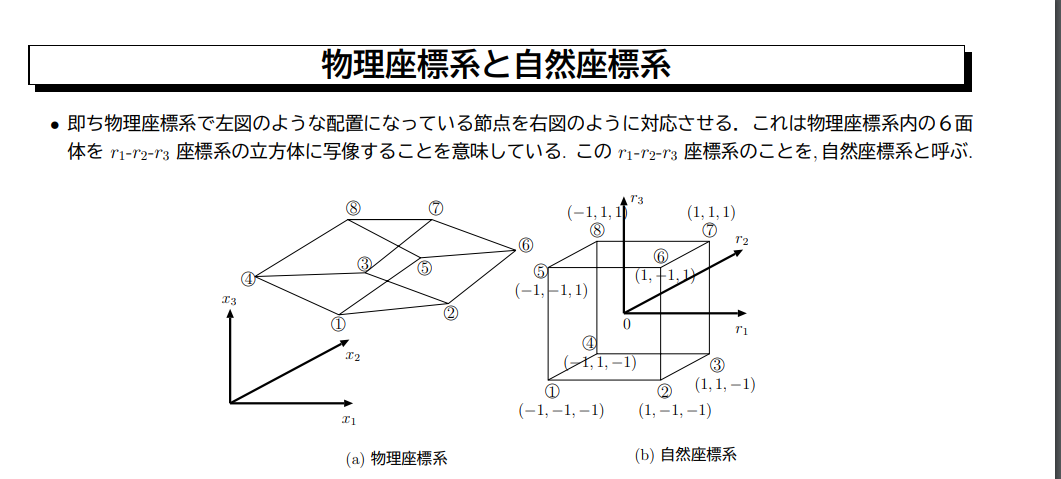 物理座標系と自然座標系
• 即ち物理座標系で左図のような配置になっている節点を右図のように対応させる．これは物理座標系内の６面
体を r₁-r₂-r₃ 座標系の立方体に写像することを意味している. この r₁-r₂-r₃ 座標系のことを, 自然座標系と呼ぶ.
⑧
⑦
⑥
③
⑤
④
①
②
x₃
x₂
x₁
(a) 物理座標系
r₃
(−1, 1, 1)
(1, 1, 1)
⑧
⑦
r₂
⑥
⑤
(1, −1, 1)
(−1, −1, 1)
0
r₁
④
(−1, 1, −1)
③
(1, 1, −1)
①
②
(−1, −1, −1)
(1, −1, −1)
(b) 自然座標系